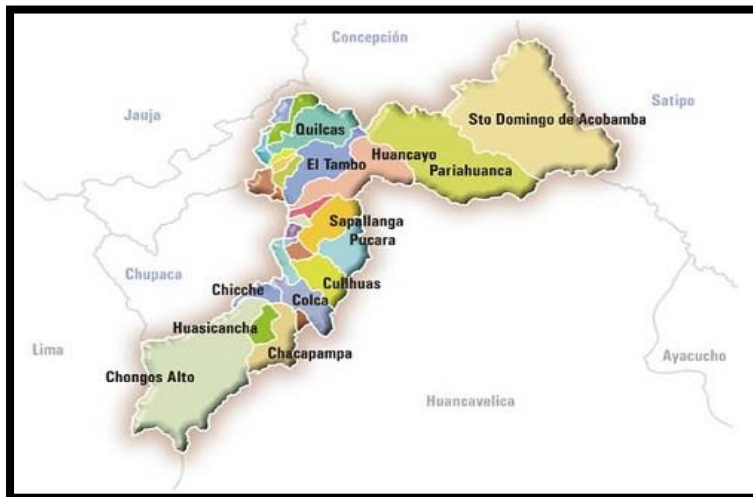 Concepción
Jauja
Satipo
Sto Domingo de Acobamba
Quilcas
El Tambo
Huancayo
Pariahuanca
Sapallanga
Pucara
Chupaca
Cullhuas
Chicche
Colca
Huasicancha
Lima
Chacapampa
Ayacucho
Chongos Alto
Huancavelica